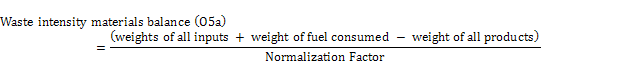 Waste intensity materials balance (O5a)
= (weights of all inputs + weight of fuel consumed − weight of all products)
Normalization Factor